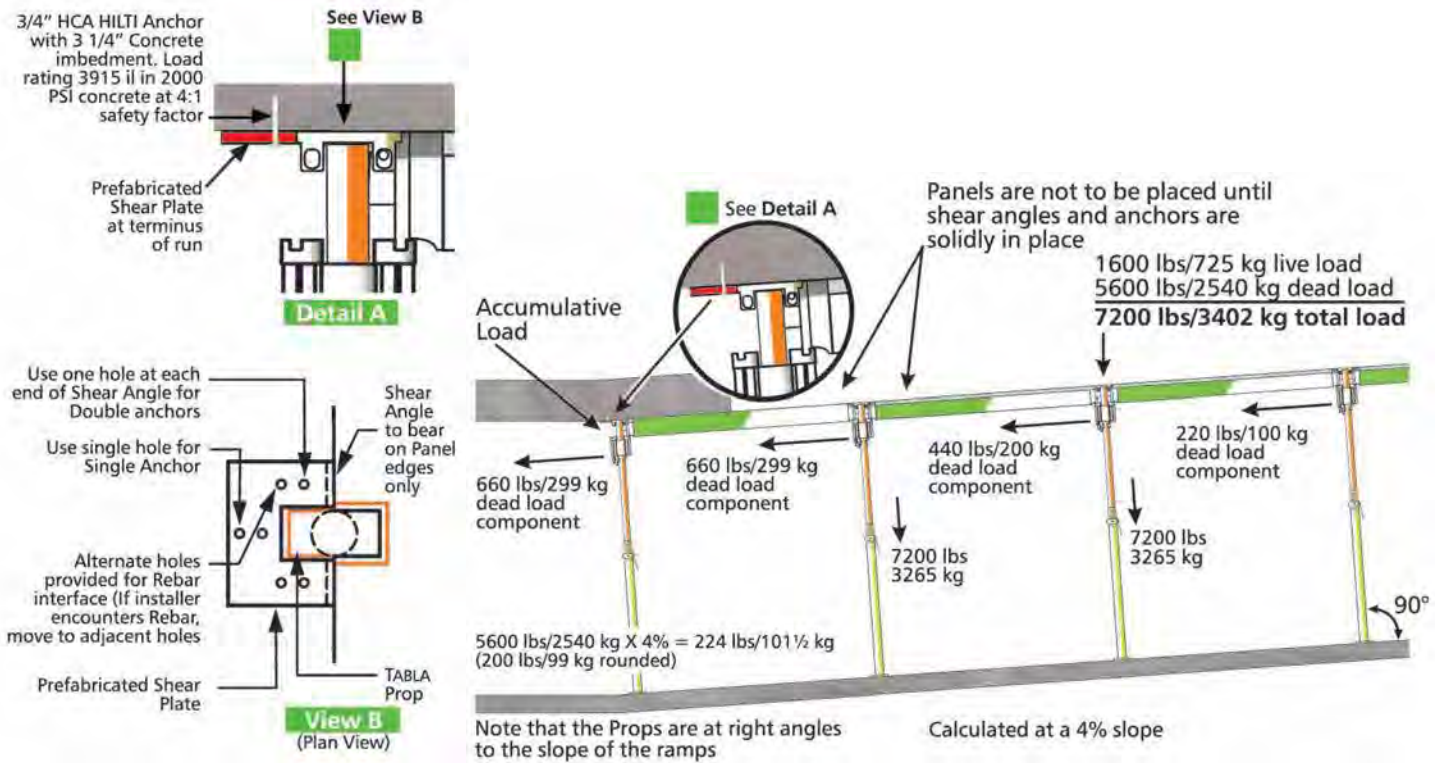 3/4" HCA HILTI Anchor
with 3 1/4" Concrete
imbedment. Load
rating 3915 il in 2000
PSI concrete at 4:1
safety factor
See View B
Prefabricated
Shear Plate
at terminus
of run
Detail A
Use one hole at each
end of Shear Angle for
Double anchors
Use single hole for
Single Anchor
Shear
Angle
to bear
on Panel
edges
only
Alternate holes
provided for Rebar
interface (If installer
encounters Rebar,
move to adjacent holes
Prefabricated Shear
Plate
TABLA
Prop
View B
(Plan View)
See Detail A
Panels are not to be placed until
shear angles and anchors are
solidly in place
1600 lbs/725 kg live load
5600 lbs/2540 kg dead load
7200 lbs/3402 kg total load
Accumulative
Load
660 lbs/299 kg
dead load
component
660 lbs/299 kg
dead load
component
440 lbs/200 kg
dead load
component
220 lbs/100 kg
dead load
component
7200 lbs
3265 kg
7200 lbs
3265 kg
90°
5600 lbs/2540 kg X 4% = 224 lbs/101½ kg
(200 lbs/99 kg rounded)
Note that the Props are at right angles
to the slope of the ramps
Calculated at a 4% slope